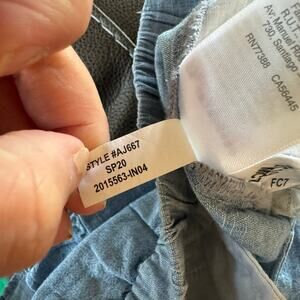 STYLE #AJ667
SP20
2015563-IN04
R.U.T.
Av. Manuel
730, Santiago
RN77388 CA56445
FC7